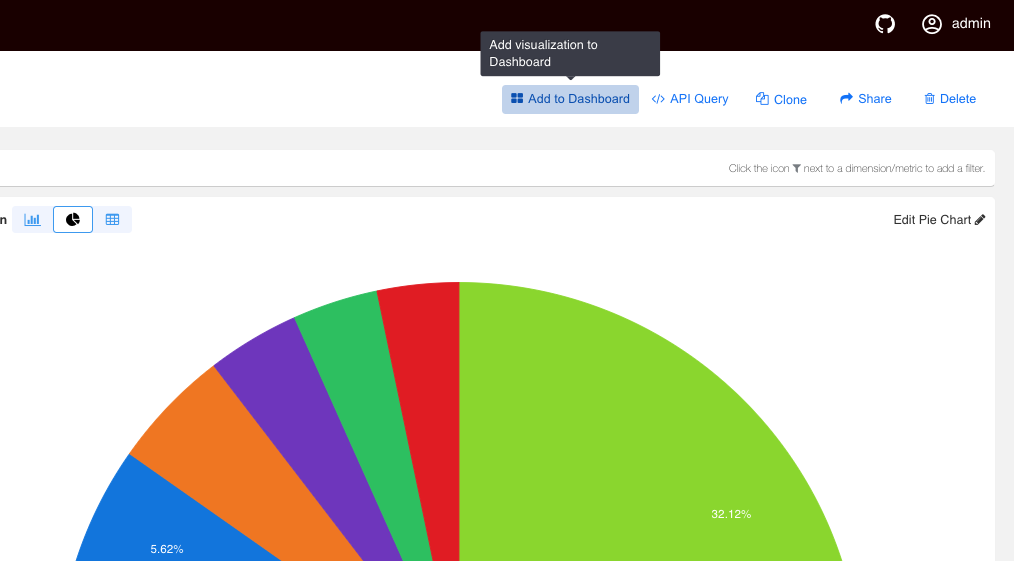 admin
Add visualization to
Dashboard
Add to Dashboard
API Query
Clone
Share
Delete
Click the icon next to a dimension/metric to add a filter.
n
Edit Pie Chart
32.12%
5.62%